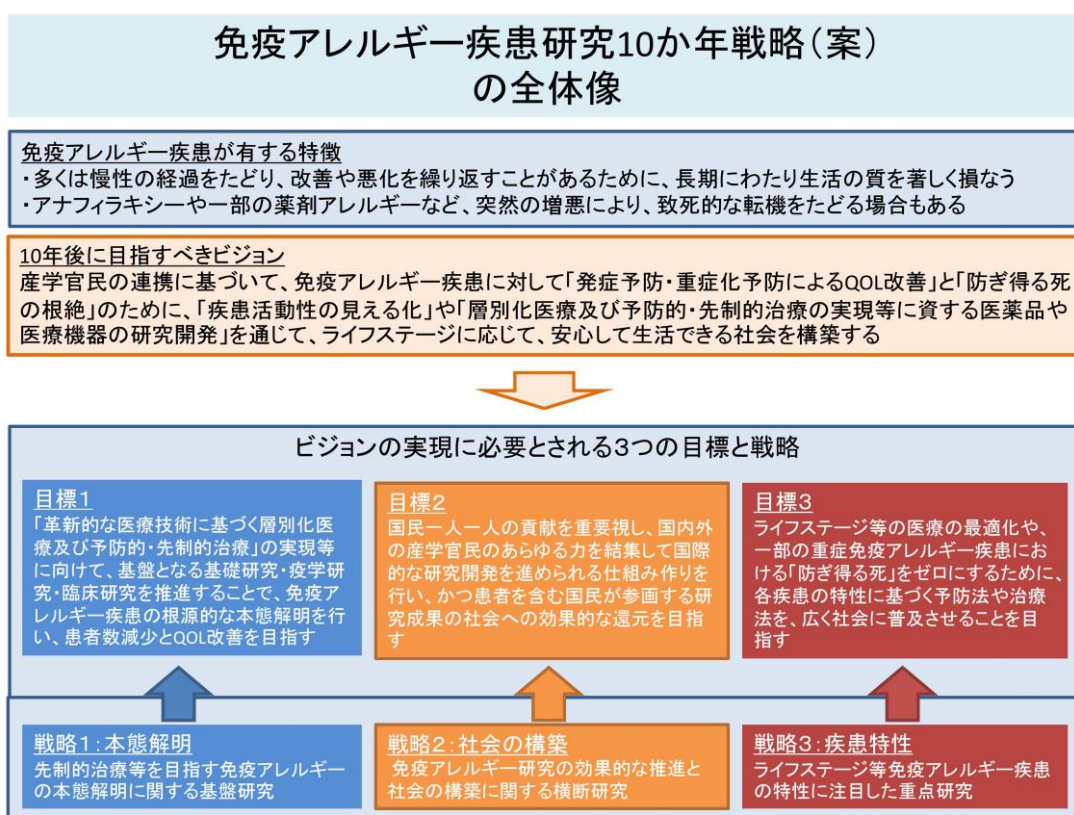 免疫アレルギー疾患研究10か年戦略（案）
の全体像
免疫アレルギー疾患が有する特徴
・多くは慢性の経過をたどり、改善や悪化を繰り返すことがあるために、長期にわたり生活の質を著しく損なう
・アナフィラキシーや一部の薬剤アレルギーなど、突然の増悪により、致死的な転機をたどる場合もある
10年後に目指すべきビジョン
産学官民の連携に基づいて、免疫アレルギー疾患に対して「発症予防・重症化予防によるQOL改善」と「防ぎ得る死
の根絶」のために、「疾患活動性の見える化」や「層別化医療及び予防的・先制的治療の実現等に資する医薬品や
医療機器の研究開発」を通じて、ライフステージに応じて、安心して生活できる社会を構築する
ビジョンの実現に必要とされる3つの目標と戦略
目標1
「革新的な医療技術に基づく層別化医
療及び予防的・先制的治療」の実現等
に向けて、基盤となる基礎研究・疫学研
究・臨床研究を推進することで、免疫ア
レルギー疾患の根源的な本態解明を行
い、患者数減少とQOL改善を目指す
目標2
国民一人一人の貢献を重要視し、国内外
の産学官民のあらゆる力を結集して国際
的な研究開発を進められる仕組み作りを
行い、かつ患者を含む国民が参画する研
究成果の社会への効果的な還元を目指
す
目標3
ライフステージ等の医療の最適化や、
一部の重症免疫アレルギー疾患にお
ける「防ぎ得る死」をゼロにするために、
各疾患の特性に基づく予防法や治療
法を、広く社会に普及させることを目
指す
戦略1：本態解明
先制的治療等を目指す免疫アレルギー
の本態解明に関する基盤研究
戦略2：社会の構築
免疫アレルギー研究の効果的な推進と
社会の構築に関する横断研究
戦略3：疾患特性
ライフステージ等免疫アレルギー疾患
の特性に注目した重点研究